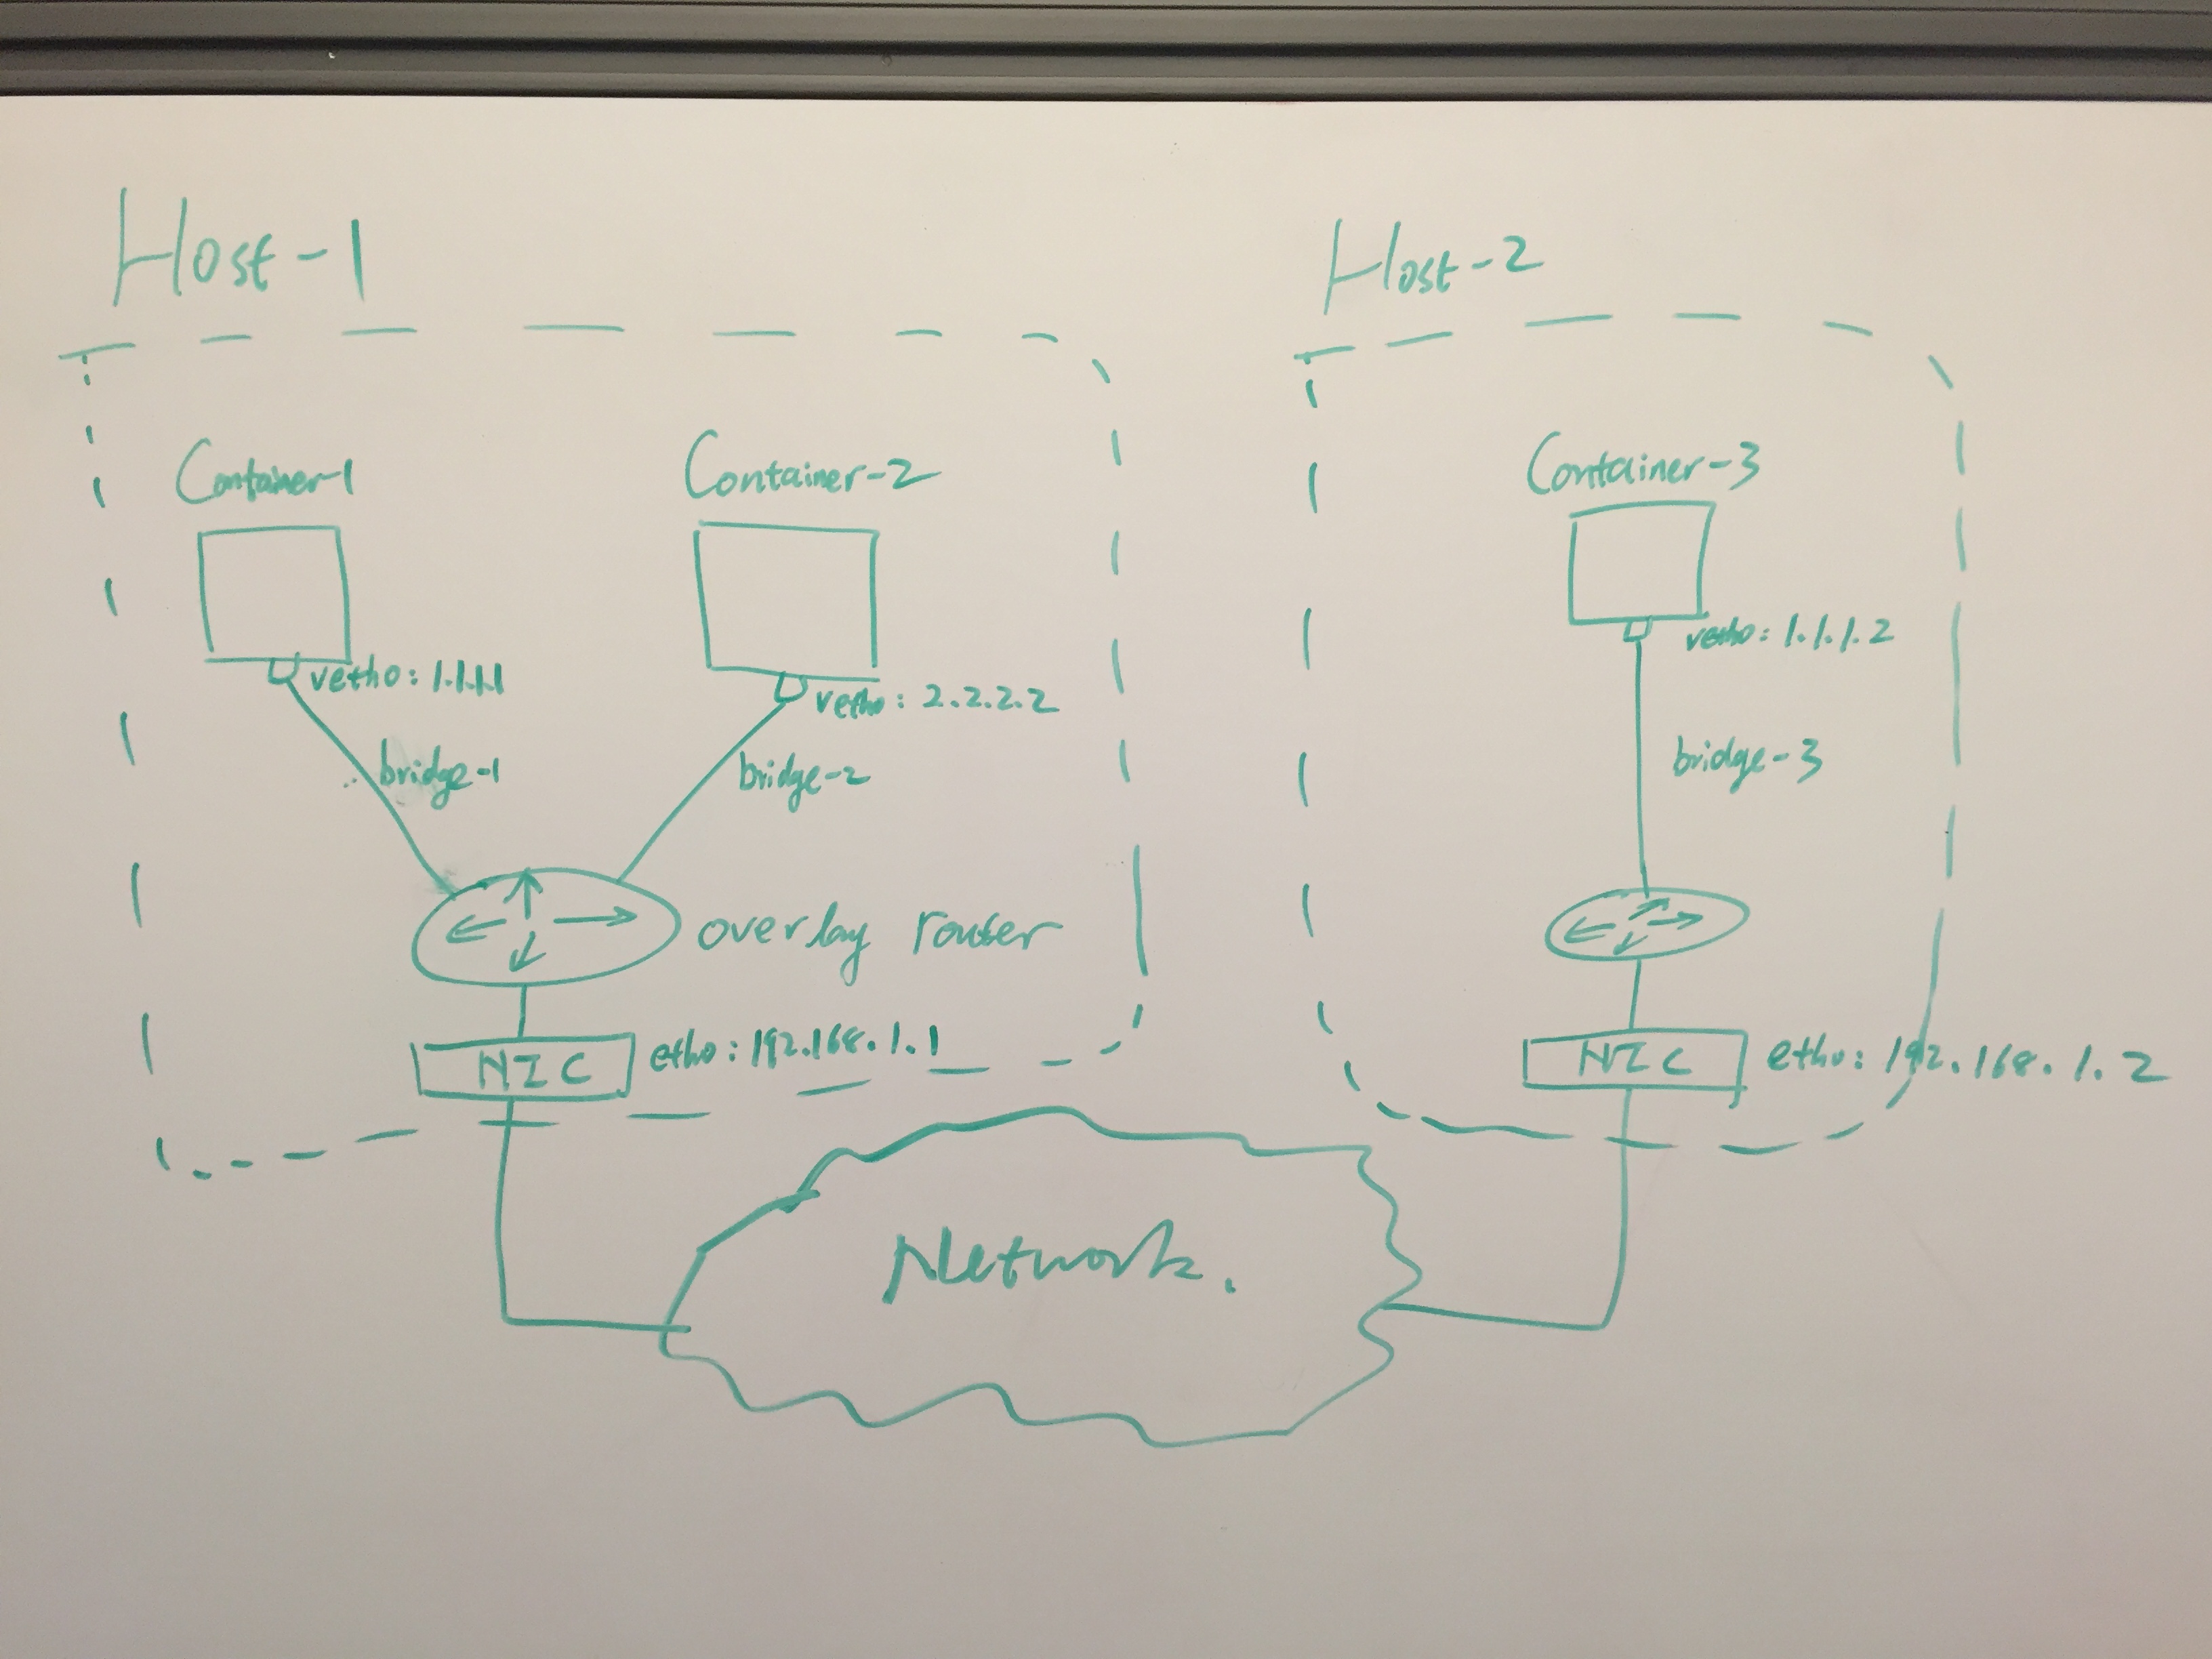 Host-1
Host-2
Container-1
Container-2
Container-3
veth0: 1.1.1.1
veth0: 2.2.2.2
veth0: 1.1.1.2
bridge-1
bridge-2
bridge-3
overlay router
NIC
eth0: 192.168.1.1
NIC
eth0: 192.168.1.2
Network.